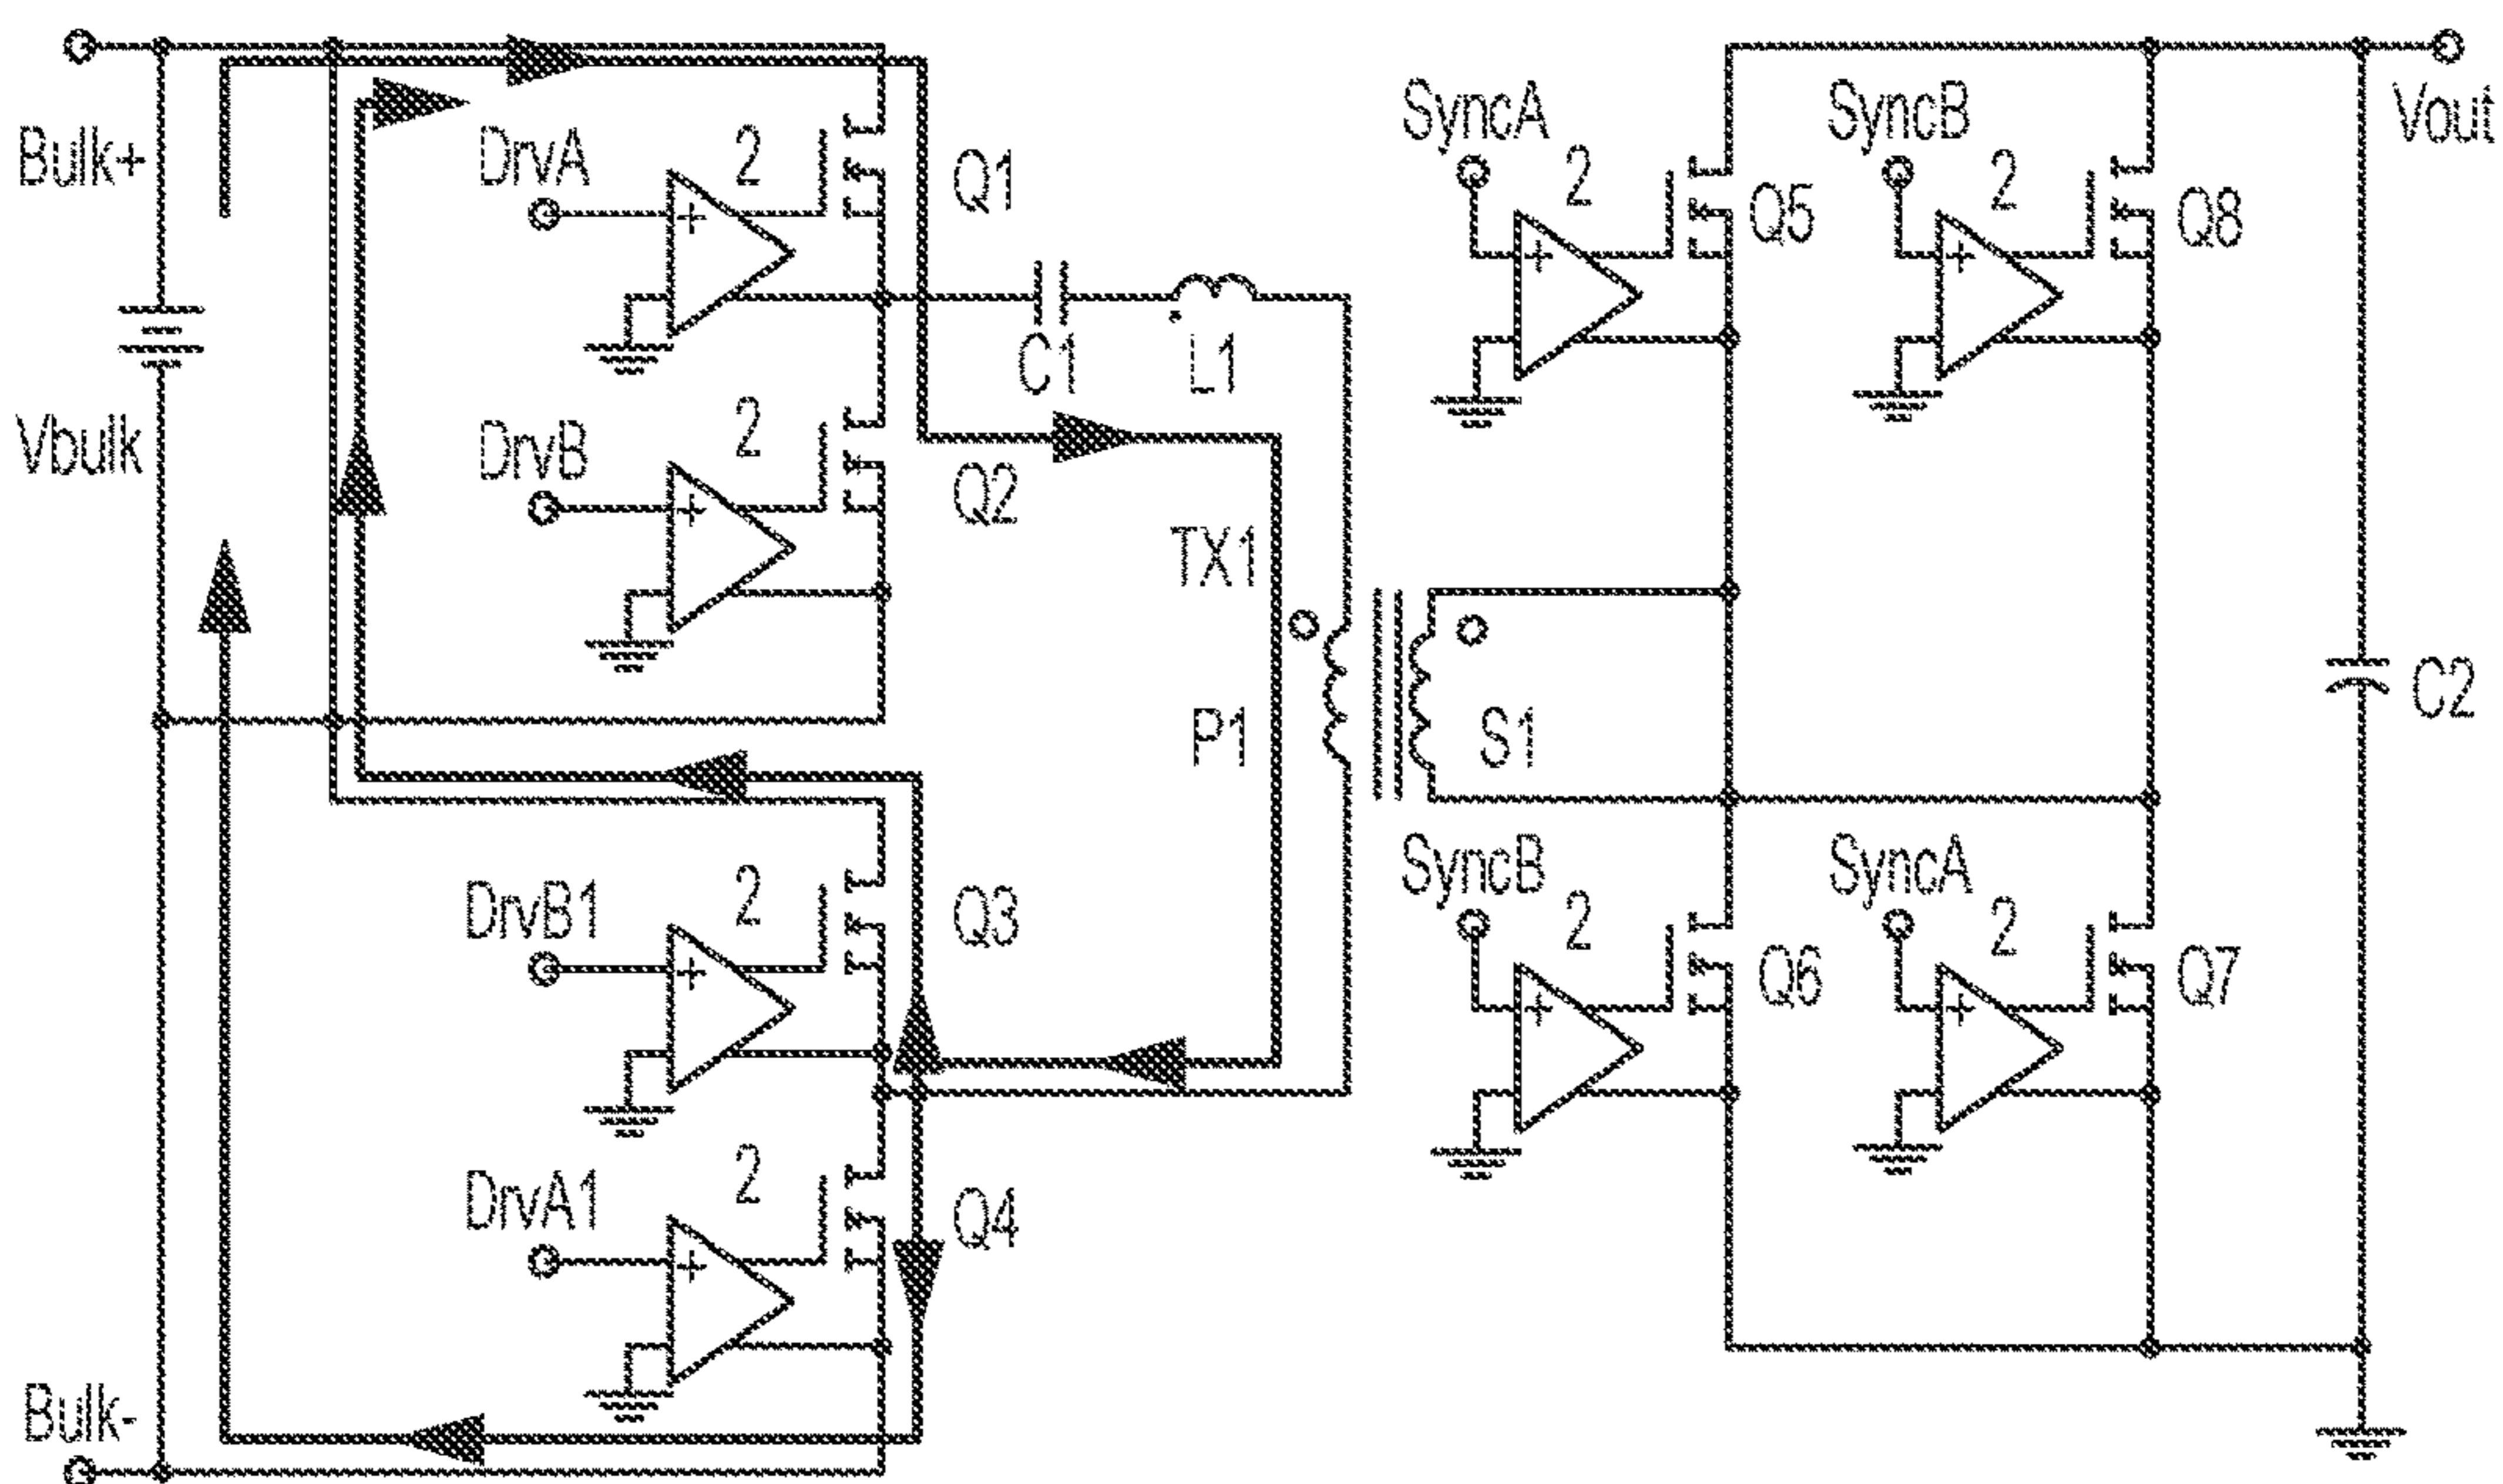 Bulk+
Vbulk
Bulk-
DrvA
2
Q1
DrvB
2
Q2
C1
L1
TX1
P1
S1
DrvB1
2
Q3
DrvA1
2
Q4
SyncA
2
Q5
SyncB
2
Q8
Vout
C2
SyncB
2
Q6
SyncA
2
Q7